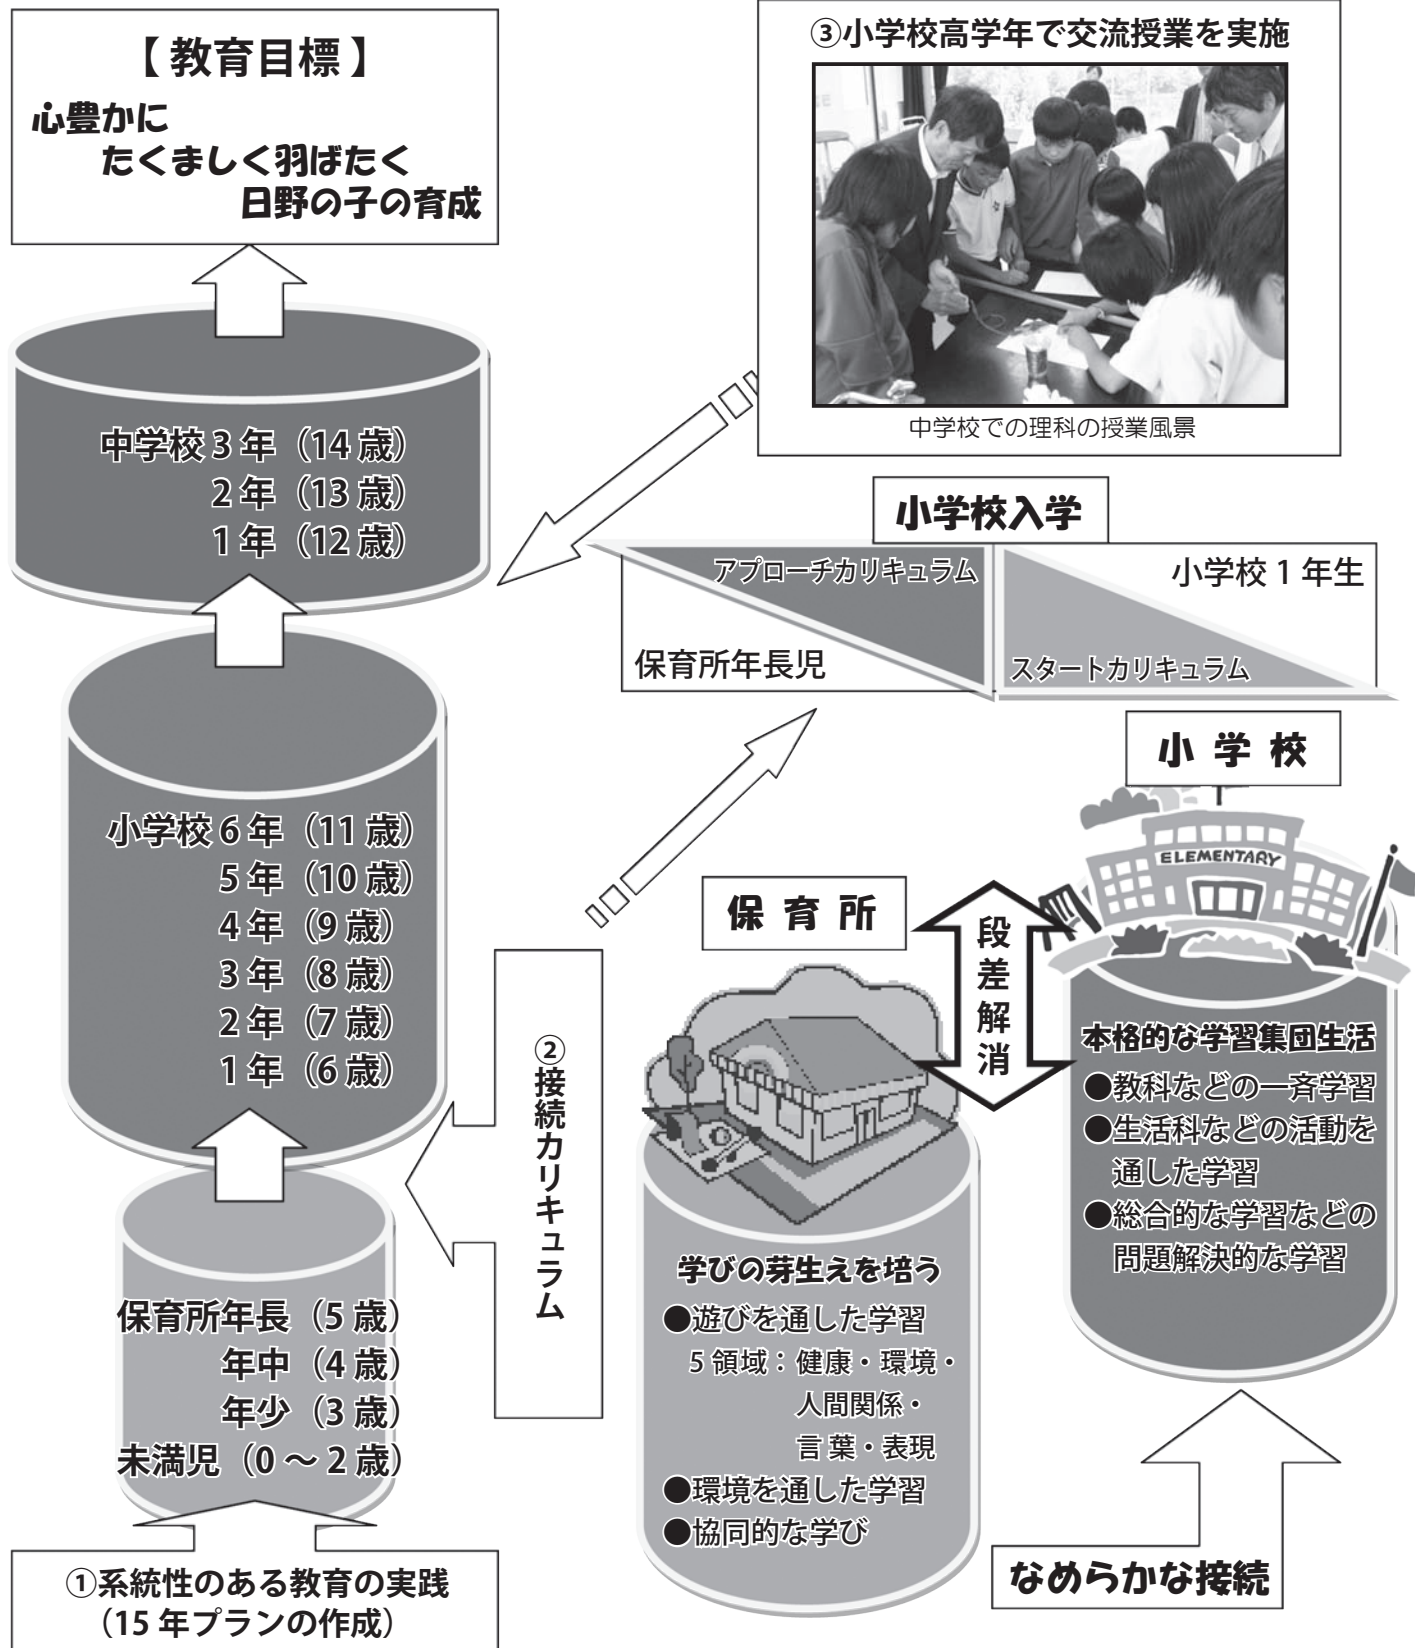 【 教育目標 】
心豊かに
たくましく羽ばたく
日野の子の育成
中学校 3 年（14 歳）
2 年（13 歳）
1 年（12 歳）
小学校 6 年（11 歳）
5 年（10 歳）
4 年（9 歳）
3 年（8 歳）
2 年（7 歳）
1 年（6 歳）
保育所年長（5 歳）
年中（4 歳）
年少（3 歳）
未満児（0 ～ 2 歳）
①系統性のある教育の実践
（15 年プランの作成）
②接続カリキュラム
③小学校高学年で交流授業を実施
中学校での理科の授業風景
小学校入学
アプローチカリキュラム
小学校 1 年生
保育所年長児
スタートカリキュラム
小 学 校
ELEMENTARY
保 育 所
段差解消
本格的な学習集団生活
●教科などの一斉学習
●生活科などの活動を
通した学習
●総合的な学習などの
問題解決的な学習
学びの芽生えを培う
●遊びを通した学習
5 領域：健康・環境・
人間関係・
言 葉・表現
●環境を通した学習
●協同的な学び
なめらかな接続